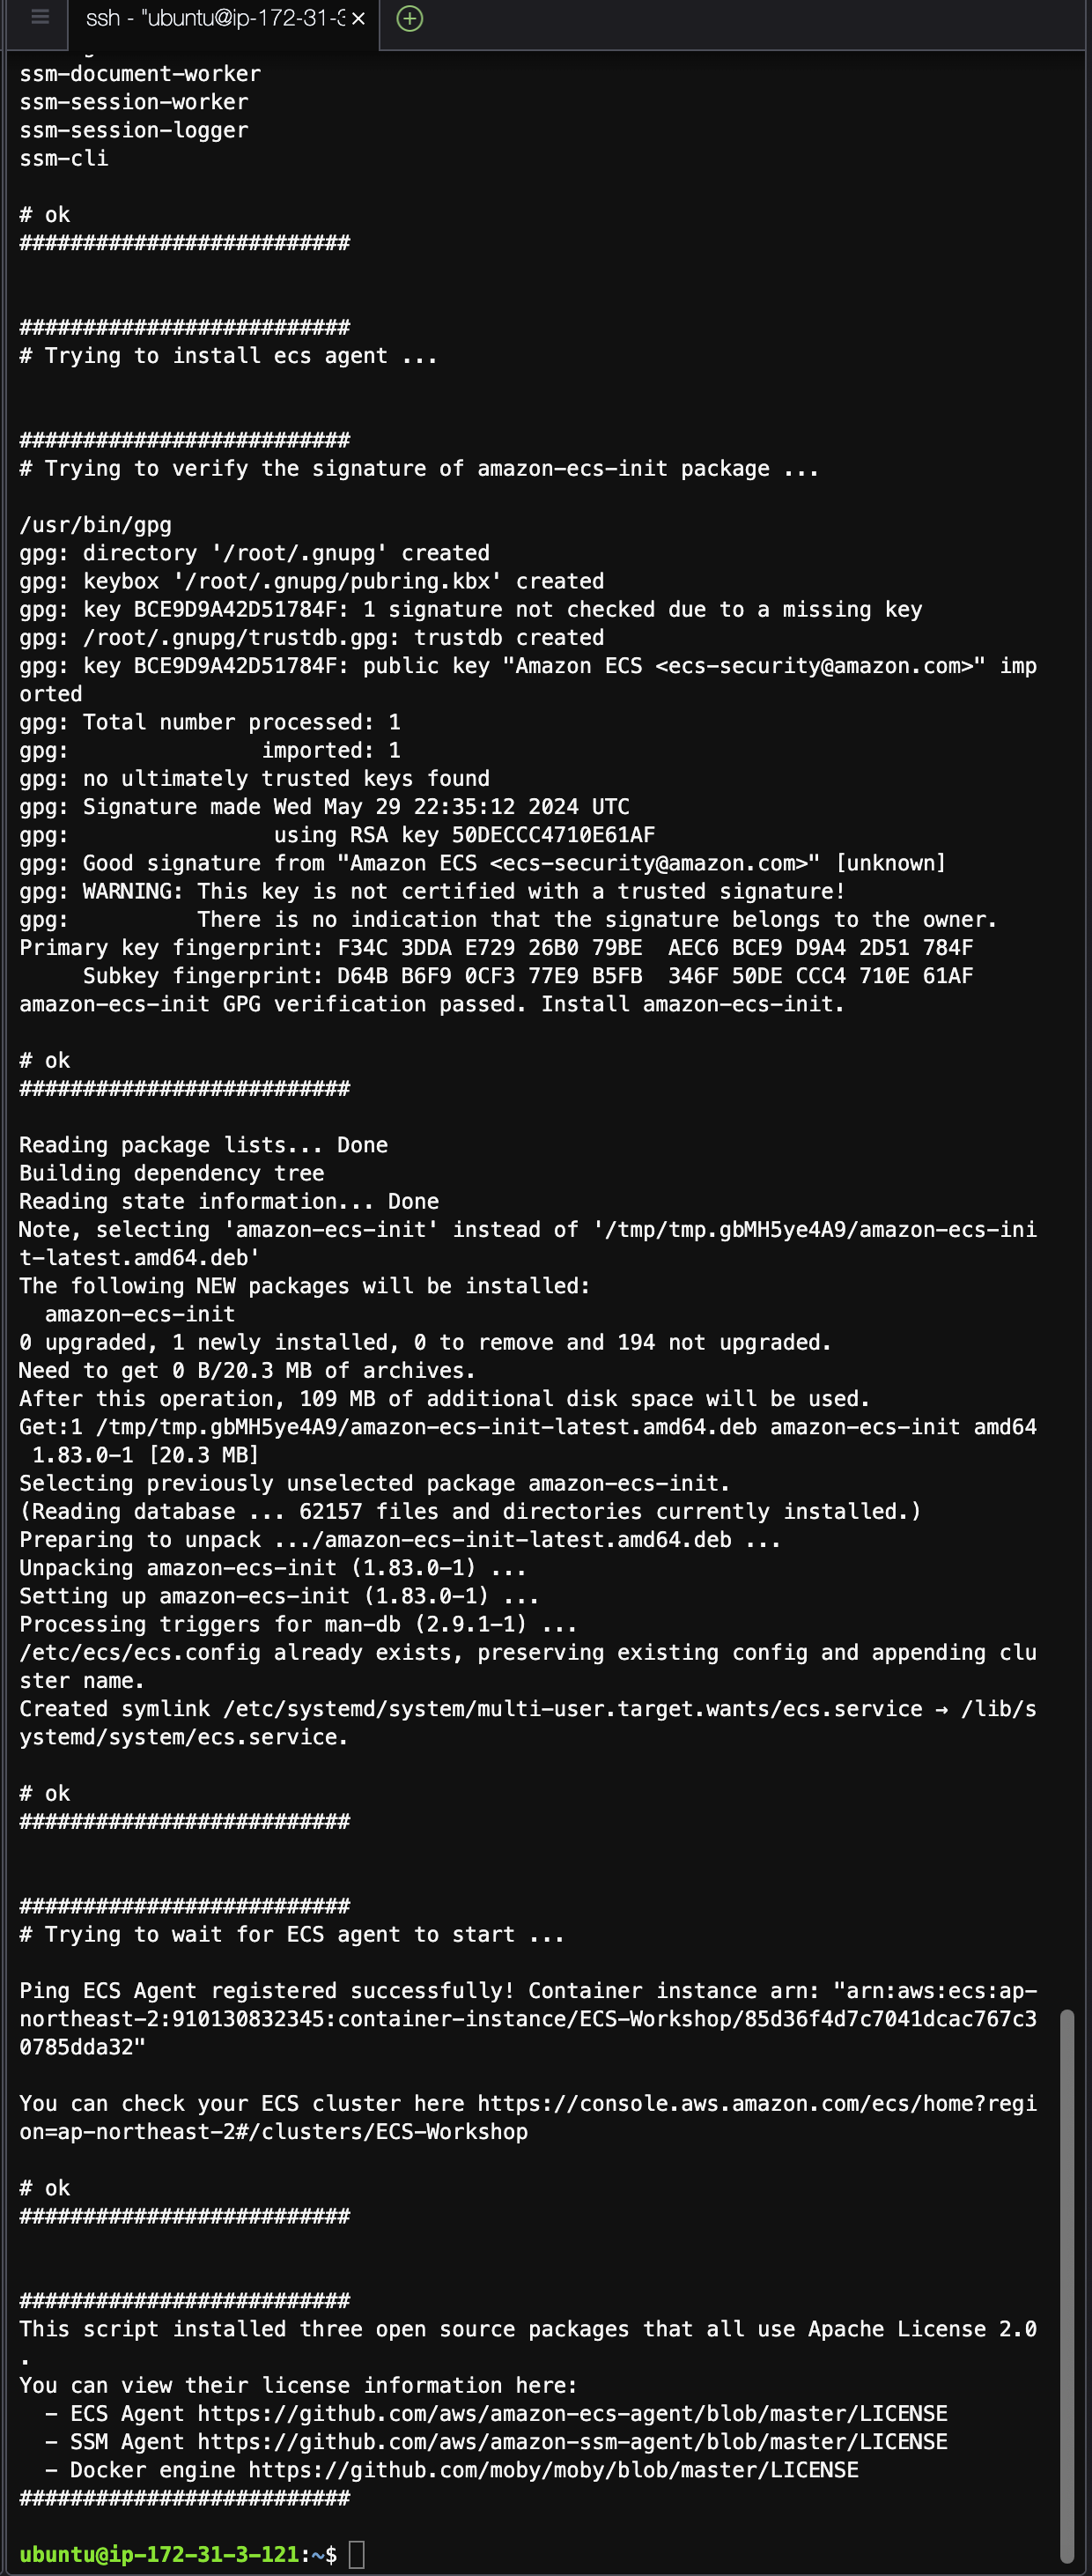 ssh - "ubuntu@ip-172-31-3
ssm-document-worker
ssm-session-worker
ssm-session-logger
ssm-cli
# ok
##########################
##########################
# Trying to install ecs agent ...
##########################
# Trying to verify the signature of amazon-ecs-init package ...
/usr/bin/gpg
gpg: directory '/root/.gnupg' created
gpg: keybox '/root/.gnupg/pubring.kbx' created
gpg: key BCE9D9A42D51784F: 1 signature not checked due to a missing key
gpg: /root/.gnupg/trustdb.gpg: trustdb created
gpg: key BCE9D9A42D51784F: public key "Amazon ECS <ecs-security@amazon.com>" imp
orted
gpg: Total number processed: 1
gpg:               imported: 1
gpg: no ultimately trusted keys found
gpg: Signature made Wed May 29 22:35:12 2024 UTC
gpg:                using RSA key 50DECCC4710E61AF
gpg: Good signature from "Amazon ECS <ecs-security@amazon.com>" [unknown]
gpg: WARNING: This key is not certified with a trusted signature!
gpg:          There is no indication that the signature belongs to the owner.
Primary key fingerprint: F34C 3DDA E729 26B0 79BE  AEC6 BCE9 D9A4 2D51 784F
     Subkey fingerprint: D64B B6F9 0CF3 77E9 B5FB  346F 50DE CCC4 710E 61AF
amazon-ecs-init GPG verification passed. Install amazon-ecs-init.
# ok
##########################
Reading package lists... Done
Building dependency tree
Reading state information... Done
Note, selecting 'amazon-ecs-init' instead of '/tmp/tmp.gbMH5ye4A9/amazon-ecs-ini
t-latest.amd64.deb'
The following NEW packages will be installed:
  amazon-ecs-init
0 upgraded, 1 newly installed, 0 to remove and 194 not upgraded.
Need to get 0 B/20.3 MB of archives.
After this operation, 109 MB of additional disk space will be used.
Get:1 /tmp/tmp.gbMH5ye4A9/amazon-ecs-init-latest.amd64.deb amazon-ecs-init amd64
 1.83.0-1 [20.3 MB]
Selecting previously unselected package amazon-ecs-init.
(Reading database ... 62157 files and directories currently installed.)
Preparing to unpack .../amazon-ecs-init-latest.amd64.deb ...
Unpacking amazon-ecs-init (1.83.0-1) ...
Setting up amazon-ecs-init (1.83.0-1) ...
Processing triggers for man-db (2.9.1-1) ...
/etc/ecs/ecs.config already exists, preserving existing config and appending clu
ster name.
Created symlink /etc/systemd/system/multi-user.target.wants/ecs.service → /lib/s
ystemd/system/ecs.service.
# ok
##########################
##########################
# Trying to wait for ECS agent to start ...
Ping ECS Agent registered successfully! Container instance arn: "arn:aws:ecs:ap-
northeast-2:910130832345:container-instance/ECS-Workshop/85d36f4d7c7041dcac767c3
0785dda32"
You can check your ECS cluster here https://console.aws.amazon.com/ecs/home?regi
on=ap-northeast-2#/clusters/ECS-Workshop
# ok
##########################
##########################
This script installed three open source packages that all use Apache License 2.0
.
You can view their license information here:
  - ECS Agent https://github.com/aws/amazon-ecs-agent/blob/master/LICENSE
  - SSM Agent https://github.com/aws/amazon-ssm-agent/blob/master/LICENSE
  - Docker engine https://github.com/moby/moby/blob/master/LICENSE
##########################
ubuntu@ip-172-31-3-121:~$